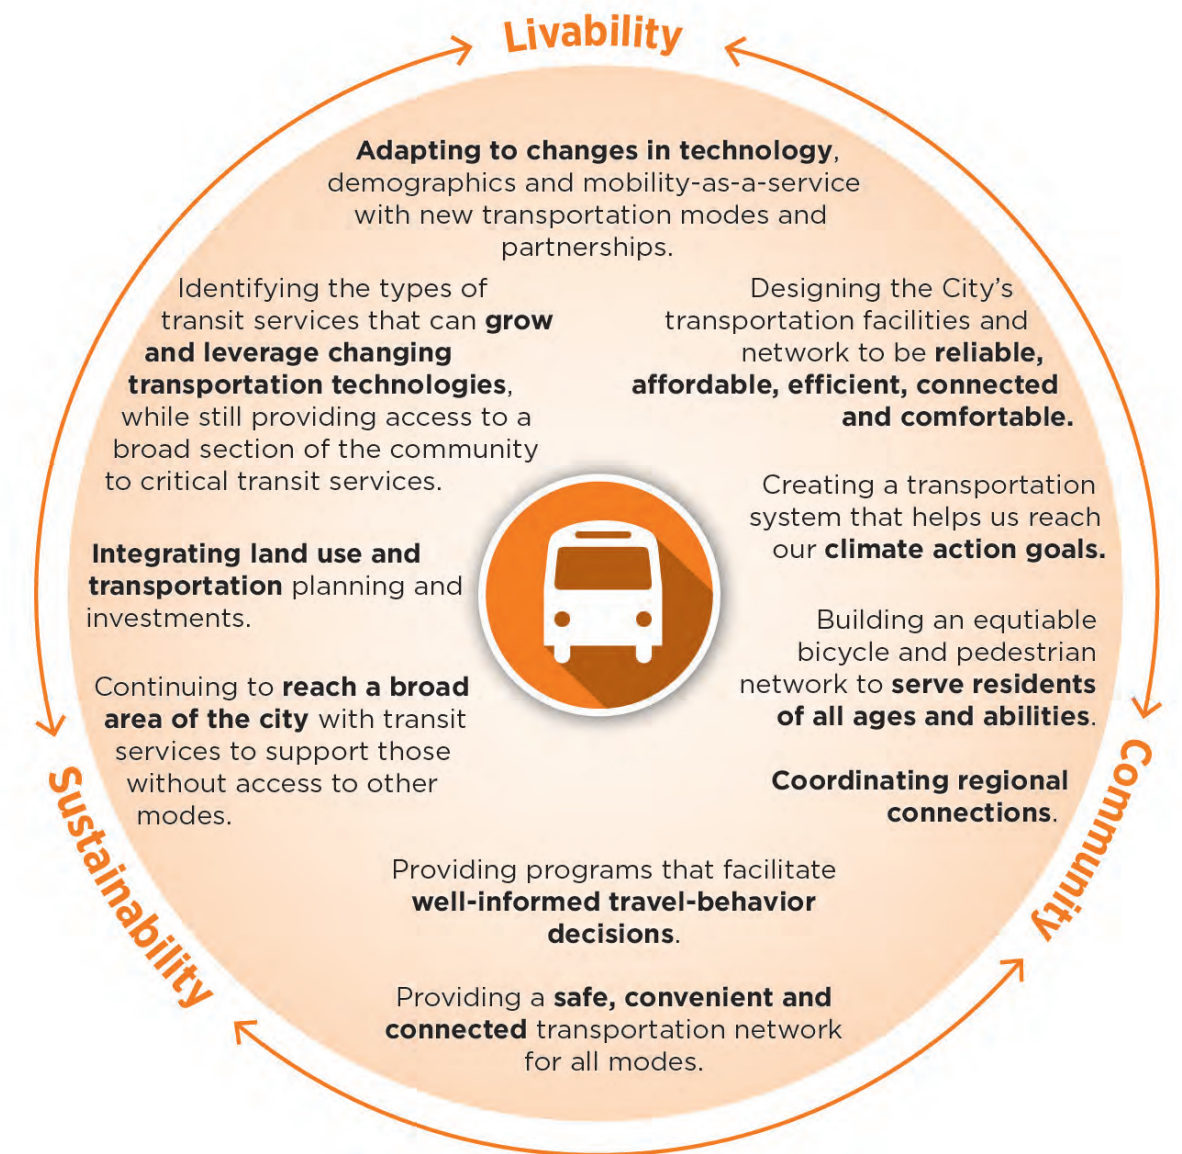 Livability
Adapting to changes in technology,
demographics and mobility-as-a-service
with new transportation modes and
partnerships.
Identifying the types of
transit services that can grow
and leverage changing
transportation technologies,
while still providing access to a
broad section of the community
to critical transit services.
Integrating land use and
transportation planning and
investments.
Continuing to reach a broad
area of the city with transit
services to support those
without access to other
modes.
Designing the City’s
transportation facilities and
network to be reliable,
affordable, efficient, connected
and comfortable.
Creating a transportation
system that helps us reach
our climate action goals.
Building an equtiable
bicycle and pedestrian
network to serve residents
of all ages and abilities.
Coordinating regional
connections.
Providing programs that facilitate
well-informed travel-behavior
decisions.
Providing a safe, convenient and
connected transportation network
for all modes.
Sustainability
Community